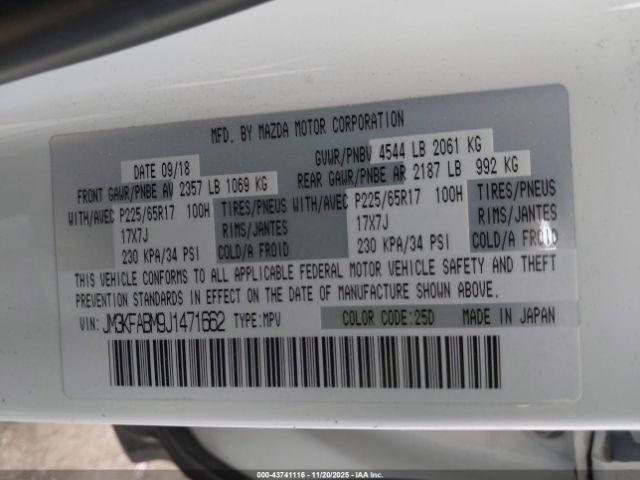 MFD. BY MAZDA MOTOR CORPORATION
DATE 09/18 GVWR/PNBV 4544 LB 2061 KG
FRONT GAWR/PNBE AV 2357 LB 1069 KG REAR GAWR/PNBE AR 2187 LB 992 KG
WITH/AVEC P225/65R17 100H TIRES/PNEUS WITH/AVEC P225/65R17 100H TIRES/PNEUS
17X7J RIMS/JANTES 17X7J RIMS/JANTES
230 KPA/34 PSI COLD/A FROID 230 KPA/34 PSI COLD/A FROID
THIS VEHICLE CONFORMS TO ALL APPLICABLE FEDERAL MOTOR VEHICLE SAFETY AND THEFT
PREVENTION STANDARDS IN EFFECT ON THE DATE OF MANUFACTURE SHOWN ABOVE.
VIN: JM3KFABM9J1471662 TYPE:MPV COLOR CODE:25D MADE IN JAPAN
000-43741116 - 11/20/2025 - IAAI.COM